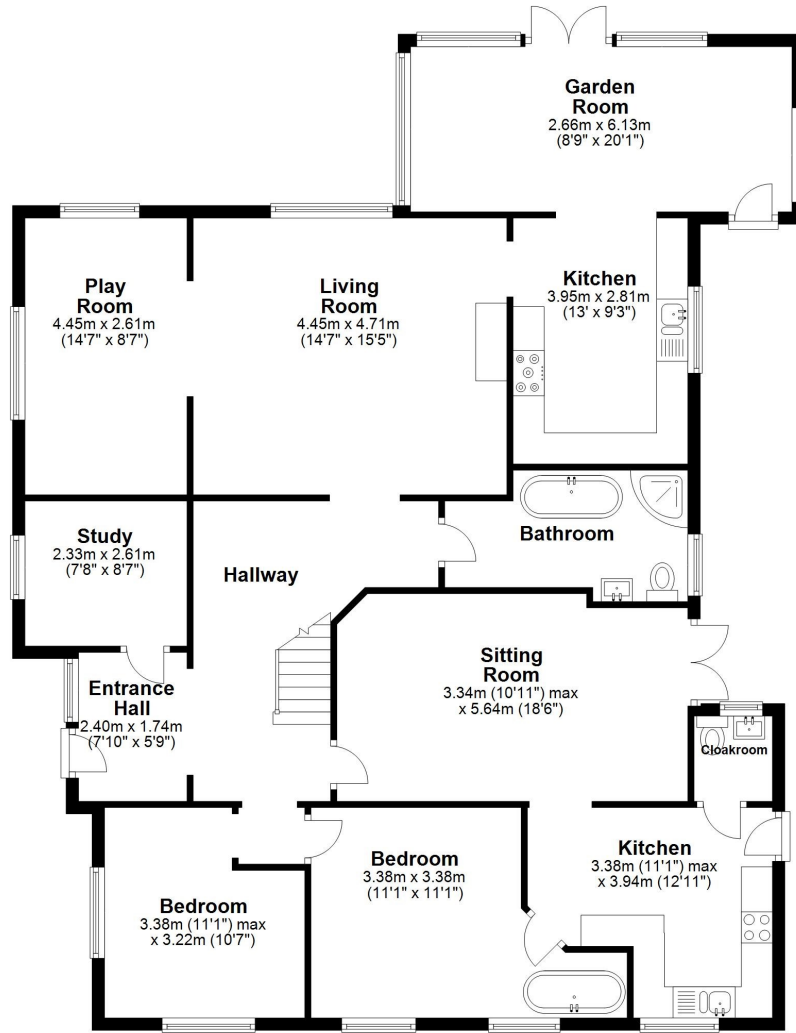 Garden
Room
2.66m x 6.13m
(8'9" x 20'1")
Play
Room
4.45m x 2.61m
(14'7" x 8'7")
Living
Room
4.45m x 4.71m
(14'7" x 15'5")
Kitchen
3.95m x 2.81m
(13' x 9'3")
Study
2.33m x 2.61m
(7'8" x 8'7")
Hallway
Bathroom
Entrance
Hall
2.40m x 1.74m
(7'10" x 5'9")
Sitting
Room
3.34m (10'11") max
x 5.64m (18'6")
Cloakroom
Bedroom
3.38m (11'1") max
x 3.22m (10'7")
Bedroom
3.38m x 3.38m
(11'1" x 11'1")
Kitchen
3.38m (11'1") max
x 3.94m (12'11")